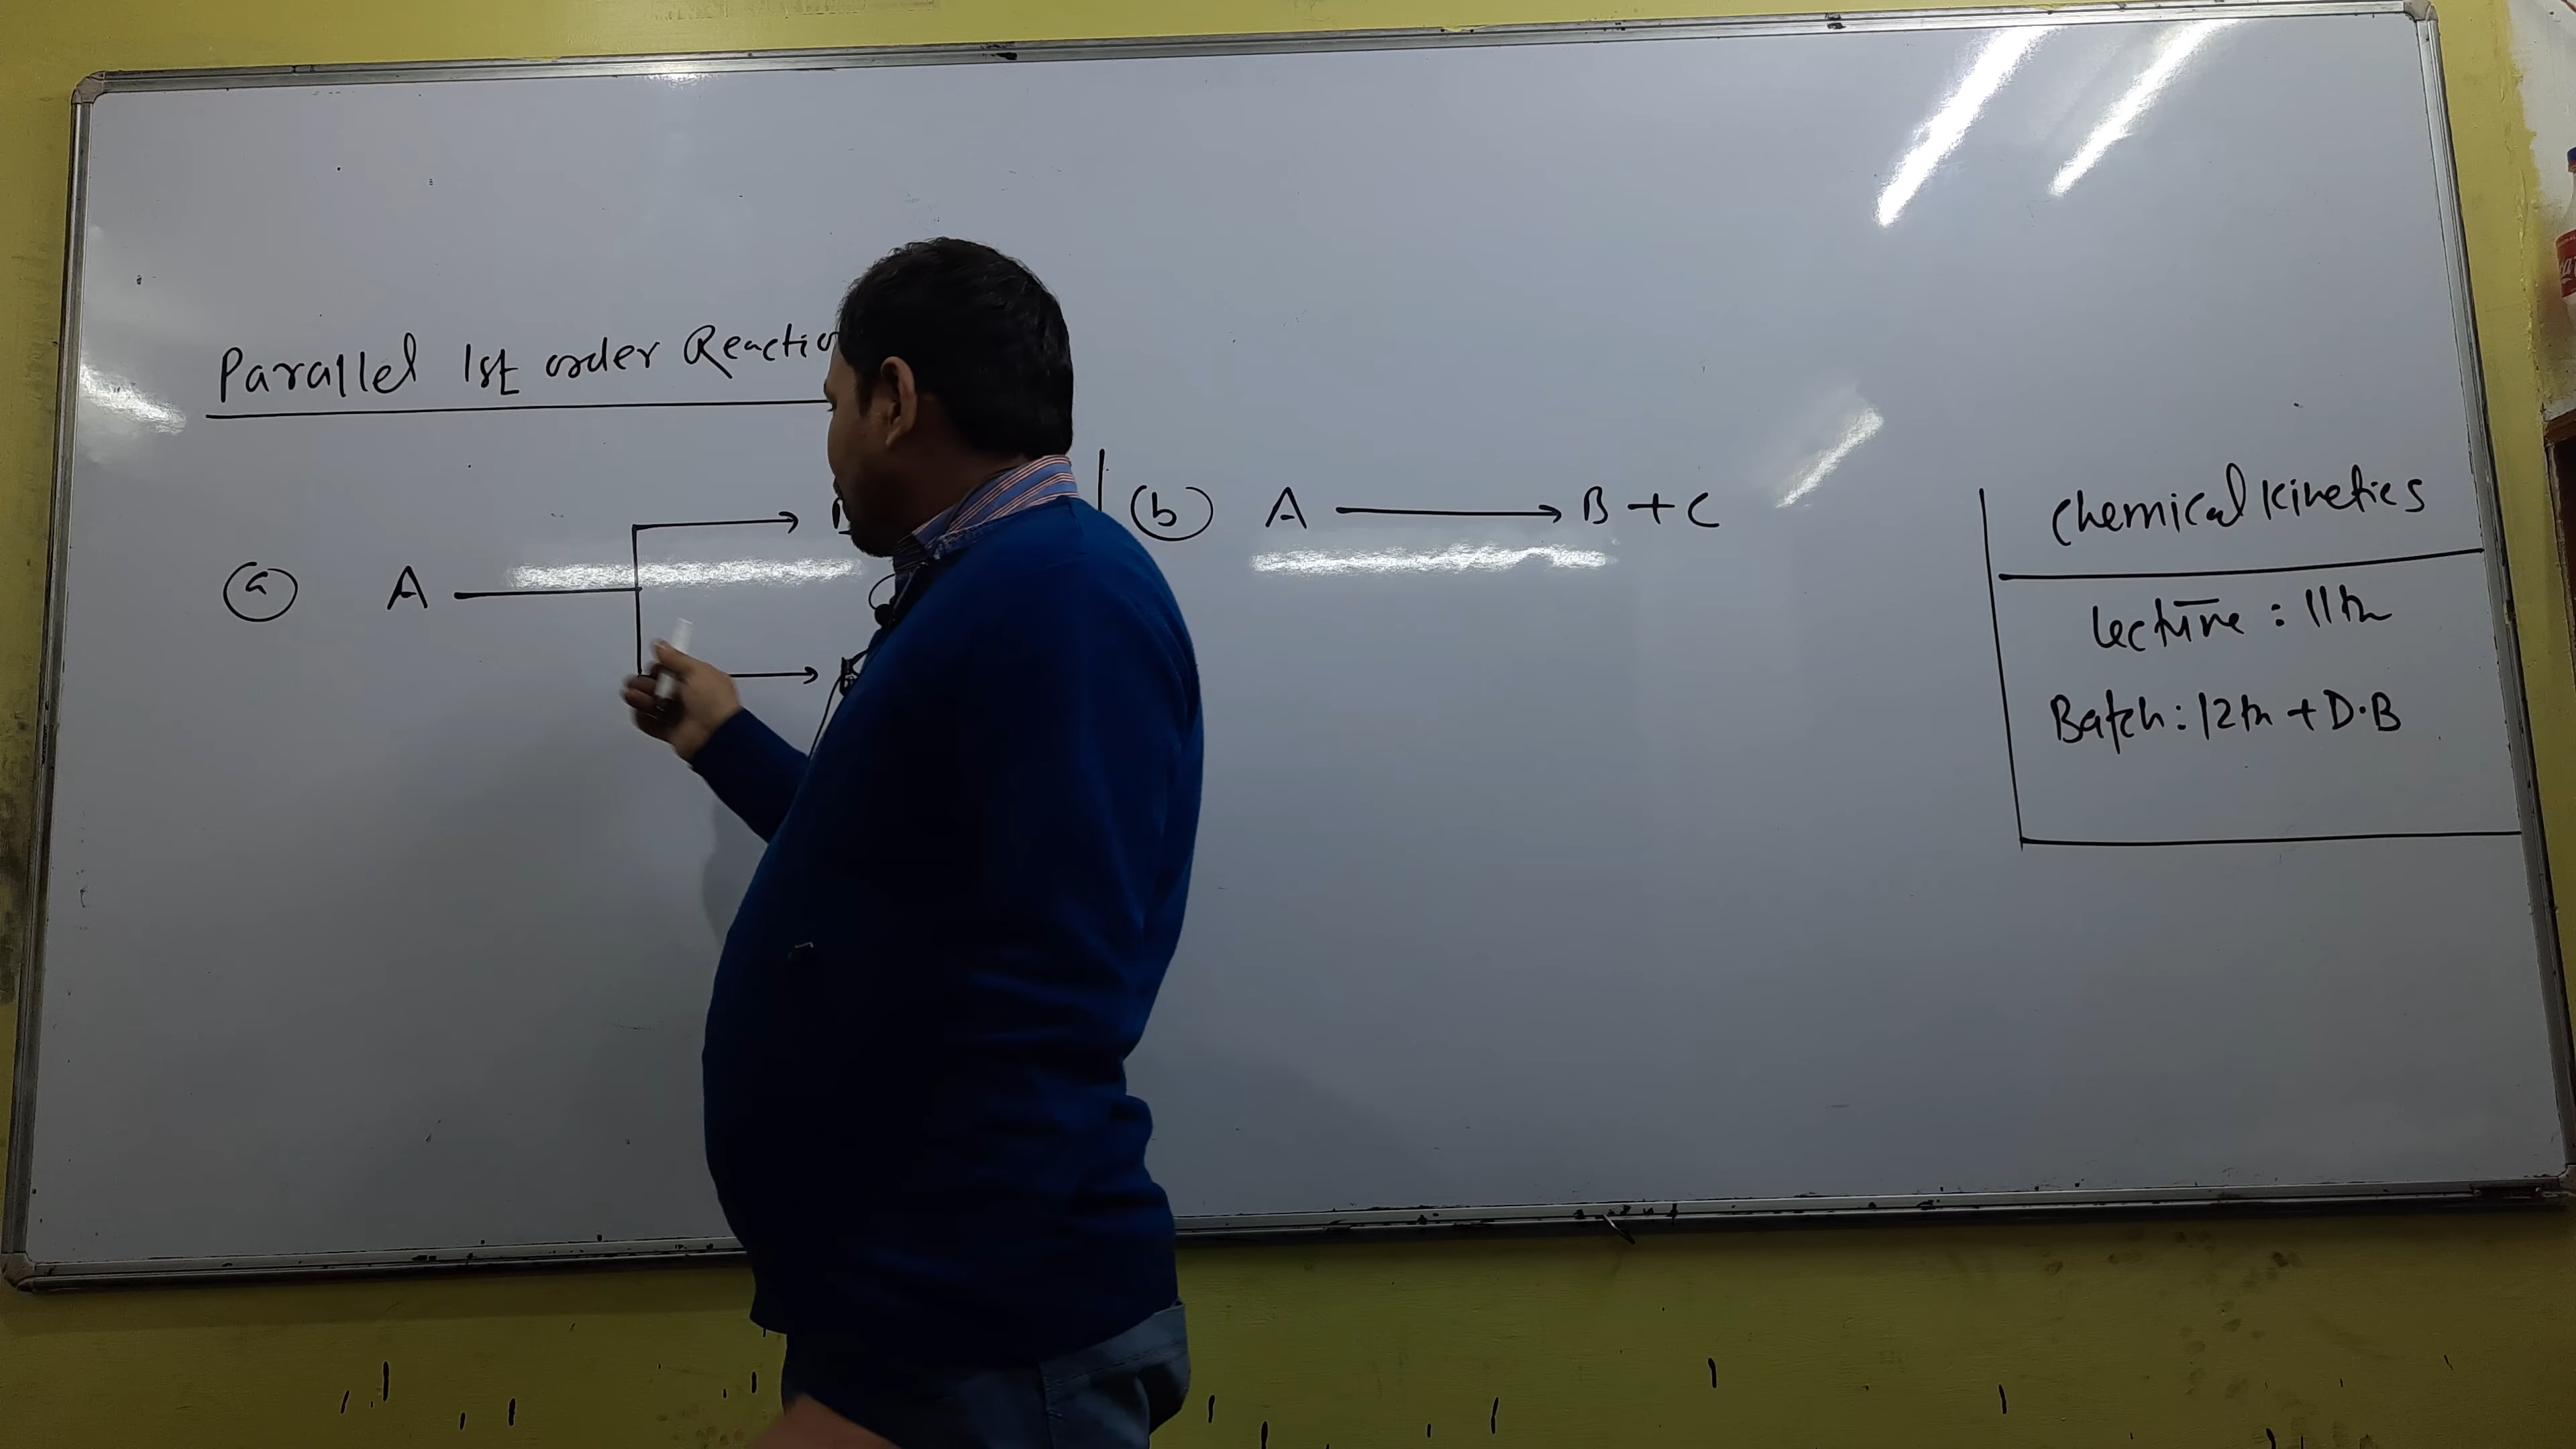 Parallel 1st order Reactio
(a) A
(b) A → B + C
Chemical Kinetics
Lecture : 11th
Batch : 12th + D.B